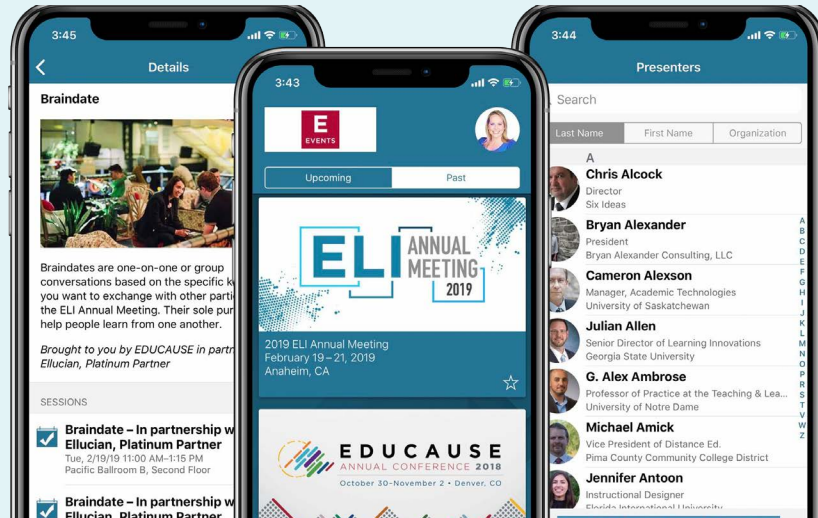 3:45
Details
Braindate
Braindates are one-on-one or group
conversations based on the specific
you want to exchange with other
the ELI Annual Meeting. Their sole
help people learn from one another.
Brought to you by EDUCAUSE in
Ellucian, Platinum Partner
SESSIONS
Braindate – In partnership
Ellucian, Platinum Partner
Tue, 2/19/19 11:00 AM–1:15 PM
Pacific Ballroom B, Second Floor
Braindate – In partnership
Ellucian, Platinum Partner
3:43
E
EVENTS
Upcoming
Past
ELI ANNUAL
MEETING
2019
2019 ELI Annual Meeting
February 19 – 21, 2019
Anaheim, CA
EDUCAUSE
ANNUAL CONFERENCE 2018
October 30-November 2 • Denver, CO
3:44
Presenters
Search
Last Name
First Name
Organization
A
Chris Alcock
Director
Six Ideas
Bryan Alexander
President
Bryan Alexander Consulting, LLC
Cameron Alexson
Manager, Academic Technologies
University of Saskatchewan
Julian Allen
Senior Director of Learning Innovations
Georgia State University
G. Alex Ambrose
Professor of Practice at the Teaching & Lea...
University of Notre Dame
Michael Amick
Vice President of Distance Ed.
Pima County Community College District
Jennifer Antoon
Instructional Designer
Florida International University
A
B
C
D
E
F
G
H
I
J
K
L
M
N
O
P
R
S
T
V
W
Z